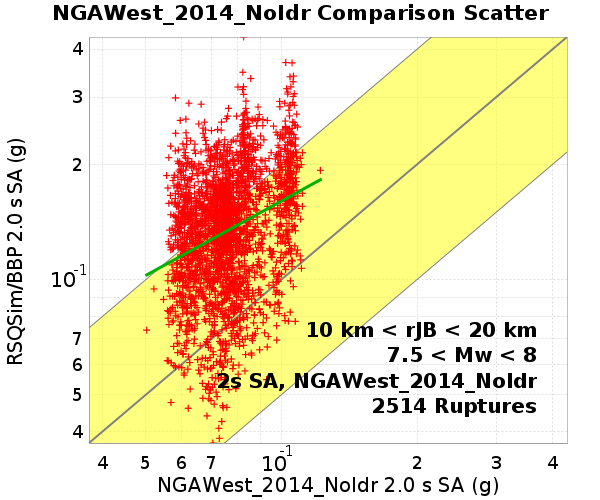 NGAWest_2014_NoIdr Comparison Scatter
RSQSim/BBP 2.0 s SA (g)
4
3
2
10⁻¹
7
6
5
4
10 km < rJB < 20 km
7.5 < Mw < 8
2s SA, NGAWest_2014_NoIdr
2514 Ruptures
4 5 6 7 10⁻¹ 2 3 4
NGAWest_2014_NoIdr 2.0 s SA (g)